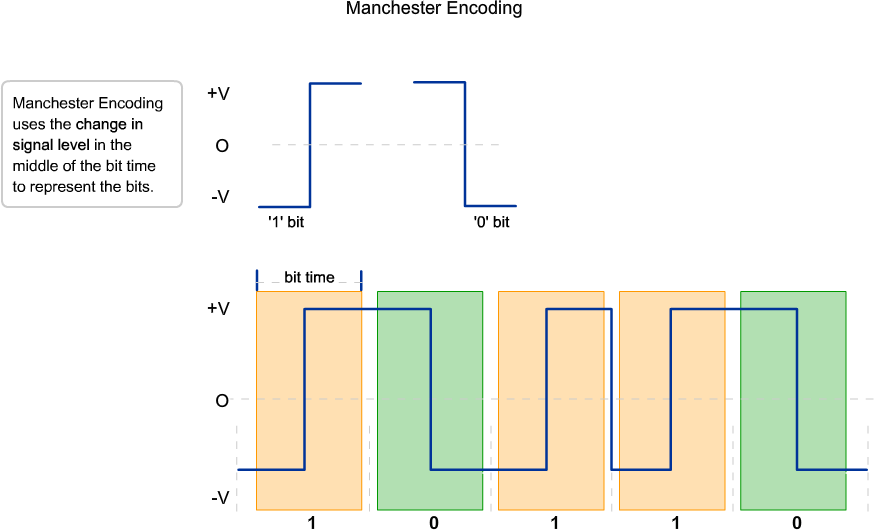 Manchester Encoding
Manchester Encoding
uses the change in
signal level in the
middle of the bit time
to represent the bits.
+V
O
-V
'1' bit
'0' bit
bit time
+V
O
-V
1 0 1 1 0